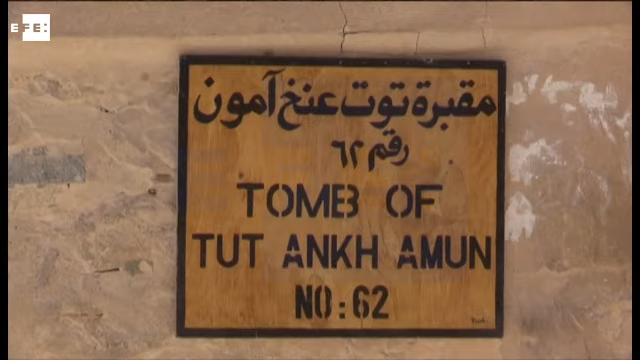 EFE:
مقبرة توت عنخ آمون
رقم ٦٢
TOMB OF
TUT ANKH AMUN
NO:62